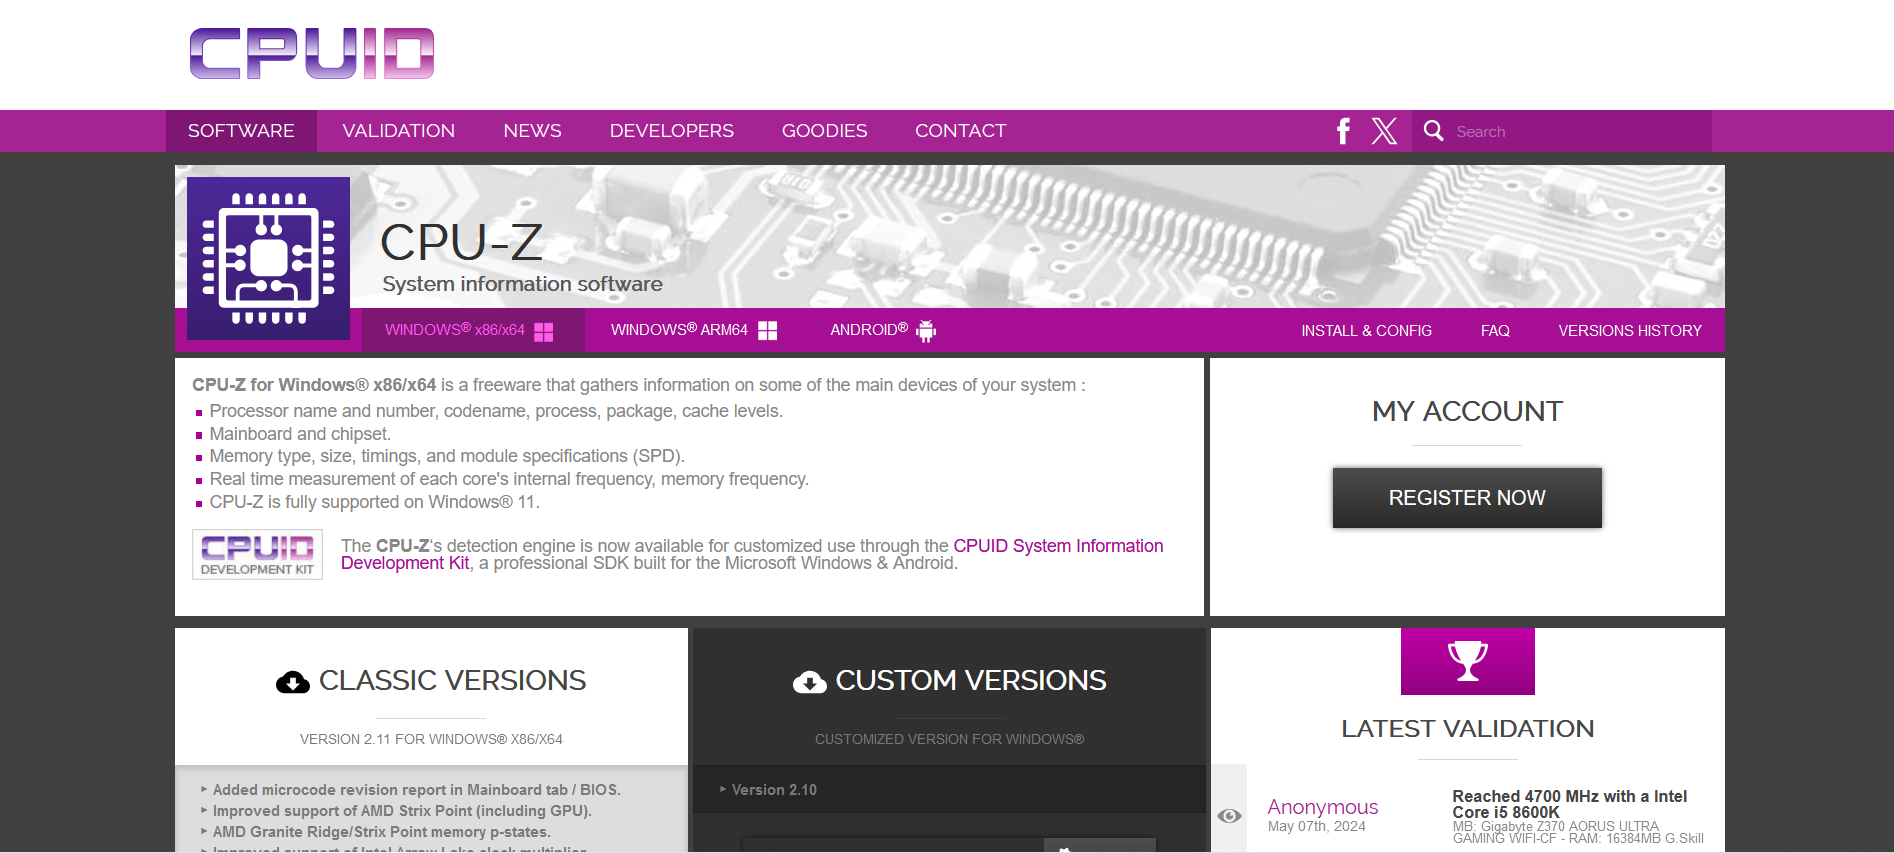 CPUID
SOFTWARE VALIDATION NEWS DEVELOPERS GOODIES CONTACT Search
CPU-Z
System information software
WINDOWS® x86/x64 WINDOWS® ARM64 ANDROID® INSTALL & CONFIG FAQ VERSIONS HISTORY
CPU-Z for Windows® x86/x64 is a freeware that gathers information on some of the main devices of your system :
Processor name and number, codename, process, package, cache levels.
Mainboard and chipset.
Memory type, size, timings, and module specifications (SPD).
Real time measurement of each core's internal frequency, memory frequency.
CPU-Z is fully supported on Windows® 11.
CPUID
DEVELOPMENT KIT
The CPU-Z's detection engine is now available for customized use through the CPUID System Information
Development Kit, a professional SDK built for the Microsoft Windows & Android.
MY ACCOUNT
REGISTER NOW
CLASSIC VERSIONS
VERSION 2.11 FOR WINDOWS® X86/X64
Added microcode revision report in Mainboard tab / BIOS.
Improved support of AMD Strix Point (including GPU).
AMD Granite Ridge/Strix Point memory p-states.
Improved support of Intel Arrow Lake clock multiplier
CUSTOM VERSIONS
CUSTOMIZED VERSION FOR WINDOWS®
Version 2.10
LATEST VALIDATION
Anonymous
May 07th, 2024
Reached 4700 MHz with a Intel
Core i5 8600K
MB: Gigabyte Z370 AORUS ULTRA
GAMING WIFI-CF - RAM: 16384MB G.Skill